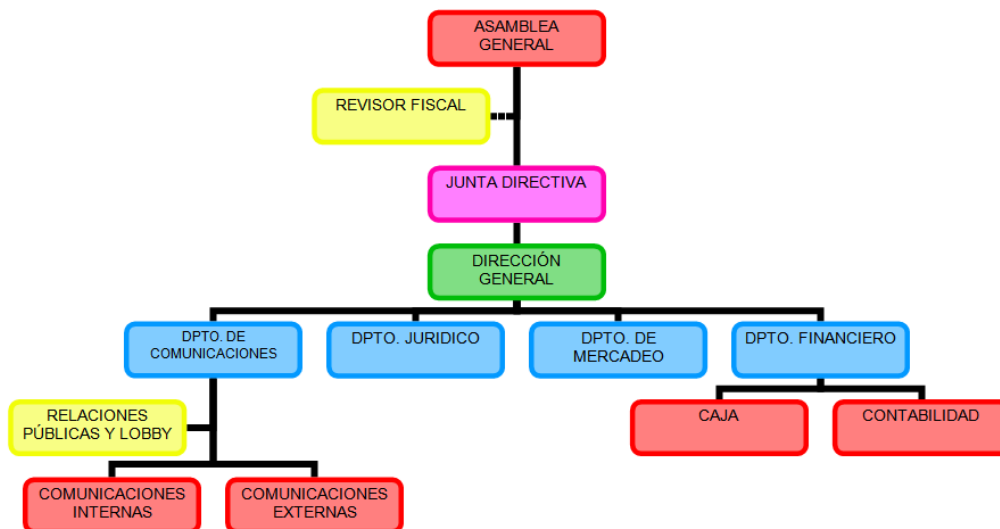 ASAMBLEA
GENERAL
REVISOR FISCAL
JUNTA DIRECTIVA
DIRECCIÓN
GENERAL
DPTO. DE
COMUNICACIONES
DPTO. JURIDICO
DPTO. DE
MERCADEO
DPTO. FINANCIERO
RELACIONES
PÚBLICAS Y LOBBY
CAJA
CONTABILIDAD
COMUNICACIONES
INTERNAS
COMUNICACIONES
EXTERNAS